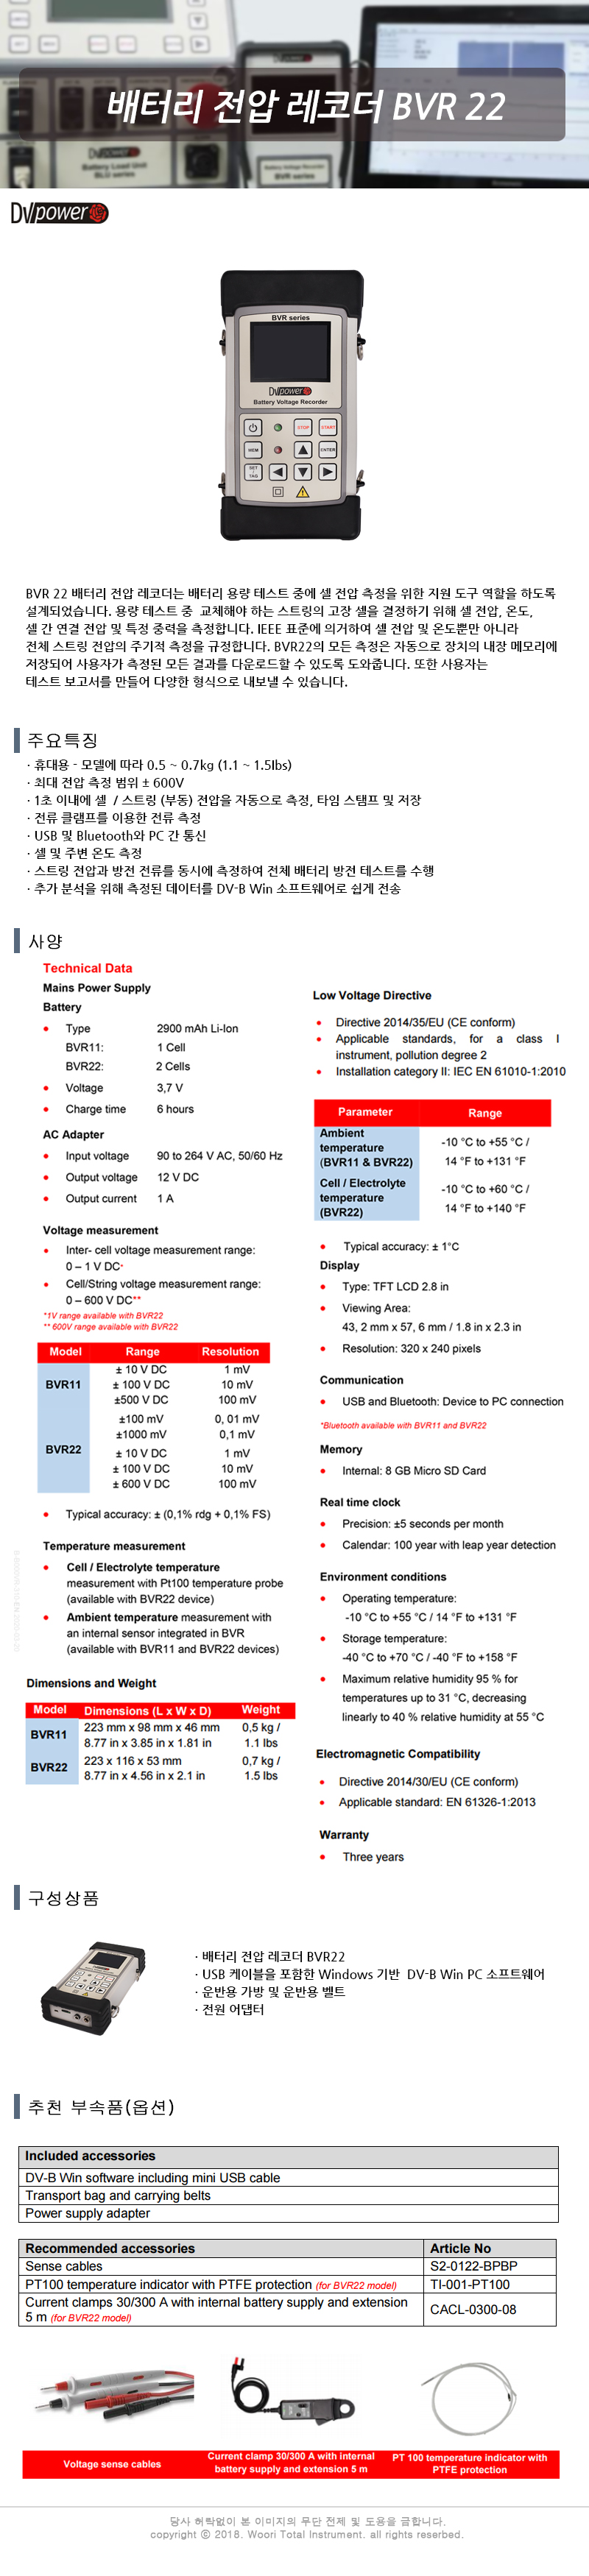 배터리 전압 레코더 BVR 22
Battery Load Unit
BLU series
Battery Voltage Recorder
BVR series
DV power
BVR series
DV power
Battery Voltage Recorder
STOP
START
MEM
ENTER
SET
/
TAG
BVR 22 배터리 전압 레코더는 배터리 용량 테스트 중에 셀 전압 측정을 위한 지원 도구 역할을 하도록
설계되었습니다. 용량 테스트 중 교체해야 하는 스트링의 고장 셀을 결정하기 위해 셀 전압, 온도,
셀 간 연결 전압 및 특정 중력을 측정합니다. IEEE 표준에 의거하여 셀 전압 및 온도뿐만 아니라
전체 스트링 전압의 주기적 측정을 규정합니다. BVR22의 모든 측정은 자동으로 장치의 내장 메모리에
저장되어 사용자가 측정된 모든 결과를 다운로드할 수 있도록 도와줍니다. 또한 사용자는
테스트 보고서를 만들어 다양한 형식으로 내보낼 수 있습니다.
주요특징
· 휴대용 - 모델에 따라 0.5 ~ 0.7kg (1.1 ~ 1.5lbs)
· 최대 전압 측정 범위 ± 600V
· 1초 이내에 셀 / 스트링 (부동) 전압을 자동으로 측정, 타임 스탬프 및 저장
· 전류 클램프를 이용한 전류 측정
· USB 및 Bluetooth와 PC 간 통신
· 셀 및 주변 온도 측정
· 스트링 전압과 방전 전류를 동시에 측정하여 전체 배터리 방전 테스트를 수행
· 추가 분석을 위해 측정된 데이터를 DV-B Win 소프트웨어로 쉽게 전송
사양
Technical Data
Mains Power Supply
Battery
• Type 2900 mAh Li-Ion
BVR11: 1 Cell
BVR22: 2 Cells
• Voltage 3,7 V
• Charge time 6 hours
AC Adapter
• Input voltage 90 to 264 V AC, 50/60 Hz
• Output voltage 12 V DC
• Output current 1 A
Voltage measurement
• Inter- cell voltage measurement range:
0 – 1 V DC*
• Cell/String voltage measurement range:
0 – 600 V DC**
*1V range available with BVR22
** 600V range available with BVR22
Model Range Resolution
BVR11
± 10 V DC 1 mV
± 100 V DC 10 mV
±500 V DC 100 mV
BVR22
±100 mV 0, 01 mV
±1000 mV 0,1 mV
± 10 V DC 1 mV
± 100 V DC 10 mV
± 600 V DC 100 mV
• Typical accuracy: ± (0,1% rdg + 0,1% FS)
Temperature measurement
• Cell / Electrolyte temperature
measurement with Pt100 temperature probe
(available with BVR22 device)
• Ambient temperature measurement with
an internal sensor integrated in BVR
(available with BVR11 and BVR22 devices)
Dimensions and Weight
Model Dimensions (L x W x D) Weight
BVR11
223 mm x 98 mm x 46 mm 0,5 kg /
8.77 in x 3.85 in x 1.81 in 1.1 lbs
BVR22
223 x 116 x 53 mm 0,7 kg /
8.77 in x 4.56 in x 2.1 in 1.5 lbs
Low Voltage Directive
• Directive 2014/35/EU (CE conform)
• Applicable standards, for a class I
instrument, pollution degree 2
• Installation category II: IEC EN 61010-1:2010
Parameter Range
Ambient
temperature
(BVR11 & BVR22)
-10 °C to +55 °C /
14 °F to +131 °F
Cell / Electrolyte
temperature
(BVR22)
-10 °C to +60 °C /
14 °F to +140 °F
• Typical accuracy: ± 1°C
Display
• Type: TFT LCD 2.8 in
• Viewing Area:
43, 2 mm x 57, 6 mm / 1.8 in x 2.3 in
• Resolution: 320 x 240 pixels
Communication
• USB and Bluetooth: Device to PC connection
*Bluetooth available with BVR11 and BVR22
Memory
• Internal: 8 GB Micro SD Card
Real time clock
• Precision: ±5 seconds per month
• Calendar: 100 year with leap year detection
Environment conditions
• Operating temperature:
-10 °C to +55 °C / 14 °F to +131 °F
• Storage temperature:
-40 °C to +70 °C / -40 °F to +158 °F
• Maximum relative humidity 95 % for
temperatures up to 31 °C, decreasing
linearly to 40 % relative humidity at 55 °C
Electromagnetic Compatibility
• Directive 2014/30/EU (CE conform)
• Applicable standard: EN 61326-1:2013
Warranty
• Three years
구성상품
· 배터리 전압 레코더 BVR22
· USB 케이블을 포함한 Windows 기반 DV-B Win PC 소프트웨어
· 운반용 가방 및 운반용 벨트
· 전원 어댑터
추천 부속품(옵션)
Included accessories
DV-B Win software including mini USB cable
Transport bag and carrying belts
Power supply adapter
Recommended accessories Article No
Sense cables S2-0122-BPBP
PT100 temperature indicator with PTFE protection (for BVR22 model) TI-001-PT100
Current clamps 30/300 A with internal battery supply and extension
5 m (for BVR22 model) CACL-0300-08
Voltage sense cables
Current clamp 30/300 A with internal
battery supply and extension 5 m
PT 100 temperature indicator with
PTFE protection
당사 허락없이 본 이미지의 무단 전제 및 도용을 금합니다.
copyright ⓒ 2018. Woori Total Instrument. all rights reserbed.